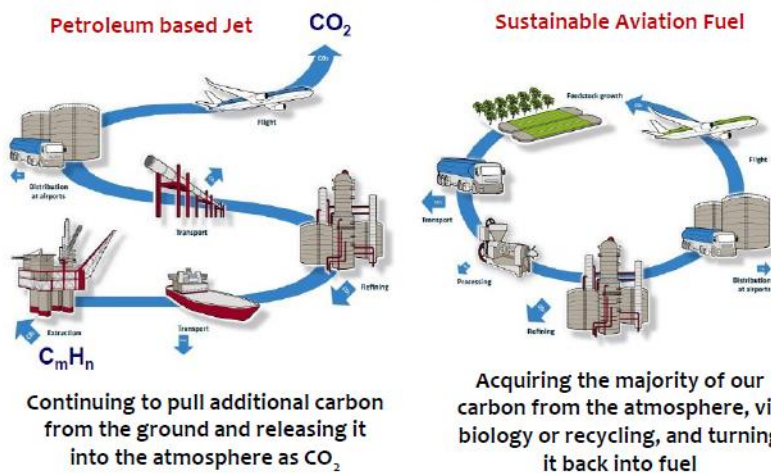 Petroleum based Jet
CO₂
CO₂
Flight
Distribution
at airports
Transport
Refining
Extraction
Transport
CₘHₙ
Continuing to pull additional carbon
from the ground and releasing it
into the atmosphere as CO₂
Sustainable Aviation Fuel
Feedstock growth
Flight
Transport
Processing
Refining
Distribution
at airports
Acquiring the majority of our
carbon from the atmosphere, vi
biology or recycling, and turning
it back into fuel